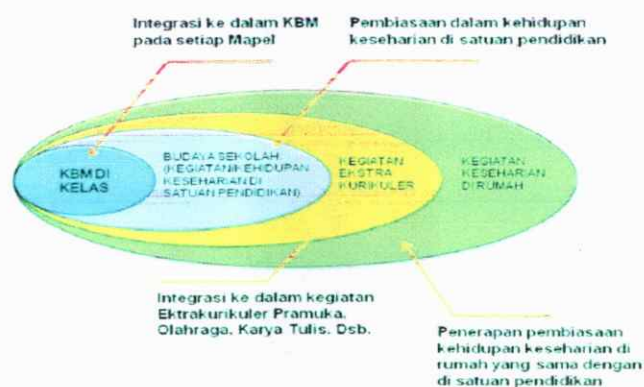 Integrasi ke dalam KBM
pada setiap Mapel
Pembiasaan dalam kehidupan
keseharian di satuan pendidikan
KBM DI
KELAS
BUDAYA SEKOLAH
(KEGIATAN/KEHIDUPAN
KESEHARIAN DI
SATUAN PENDIDIKAN)
KEGIATAN
EKSTRA
KURIKULER
KEGIATAN
KESEHARIAN
DI RUMAH
Integrasi ke dalam kegiatan
Ektrakurikuler Pramuka,
Olahraga, Karya Tulis, Dsb.
Penerapan pembiasaan
kehidupan keseharian di
rumah yang sama dengan
di satuan pendidikan